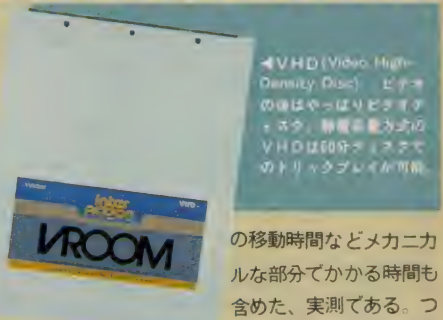 ◀VHD(Video High-
Density Disc) ビデオ
の後はやっぱりビデオデ
ィスク。静電容量方式の
VHDは60分ディスクで
のトリックプレイが可能。
VROOM
の移動時間などメカニカ
ルな部分でかかる時間も
含めた、実測である。つ